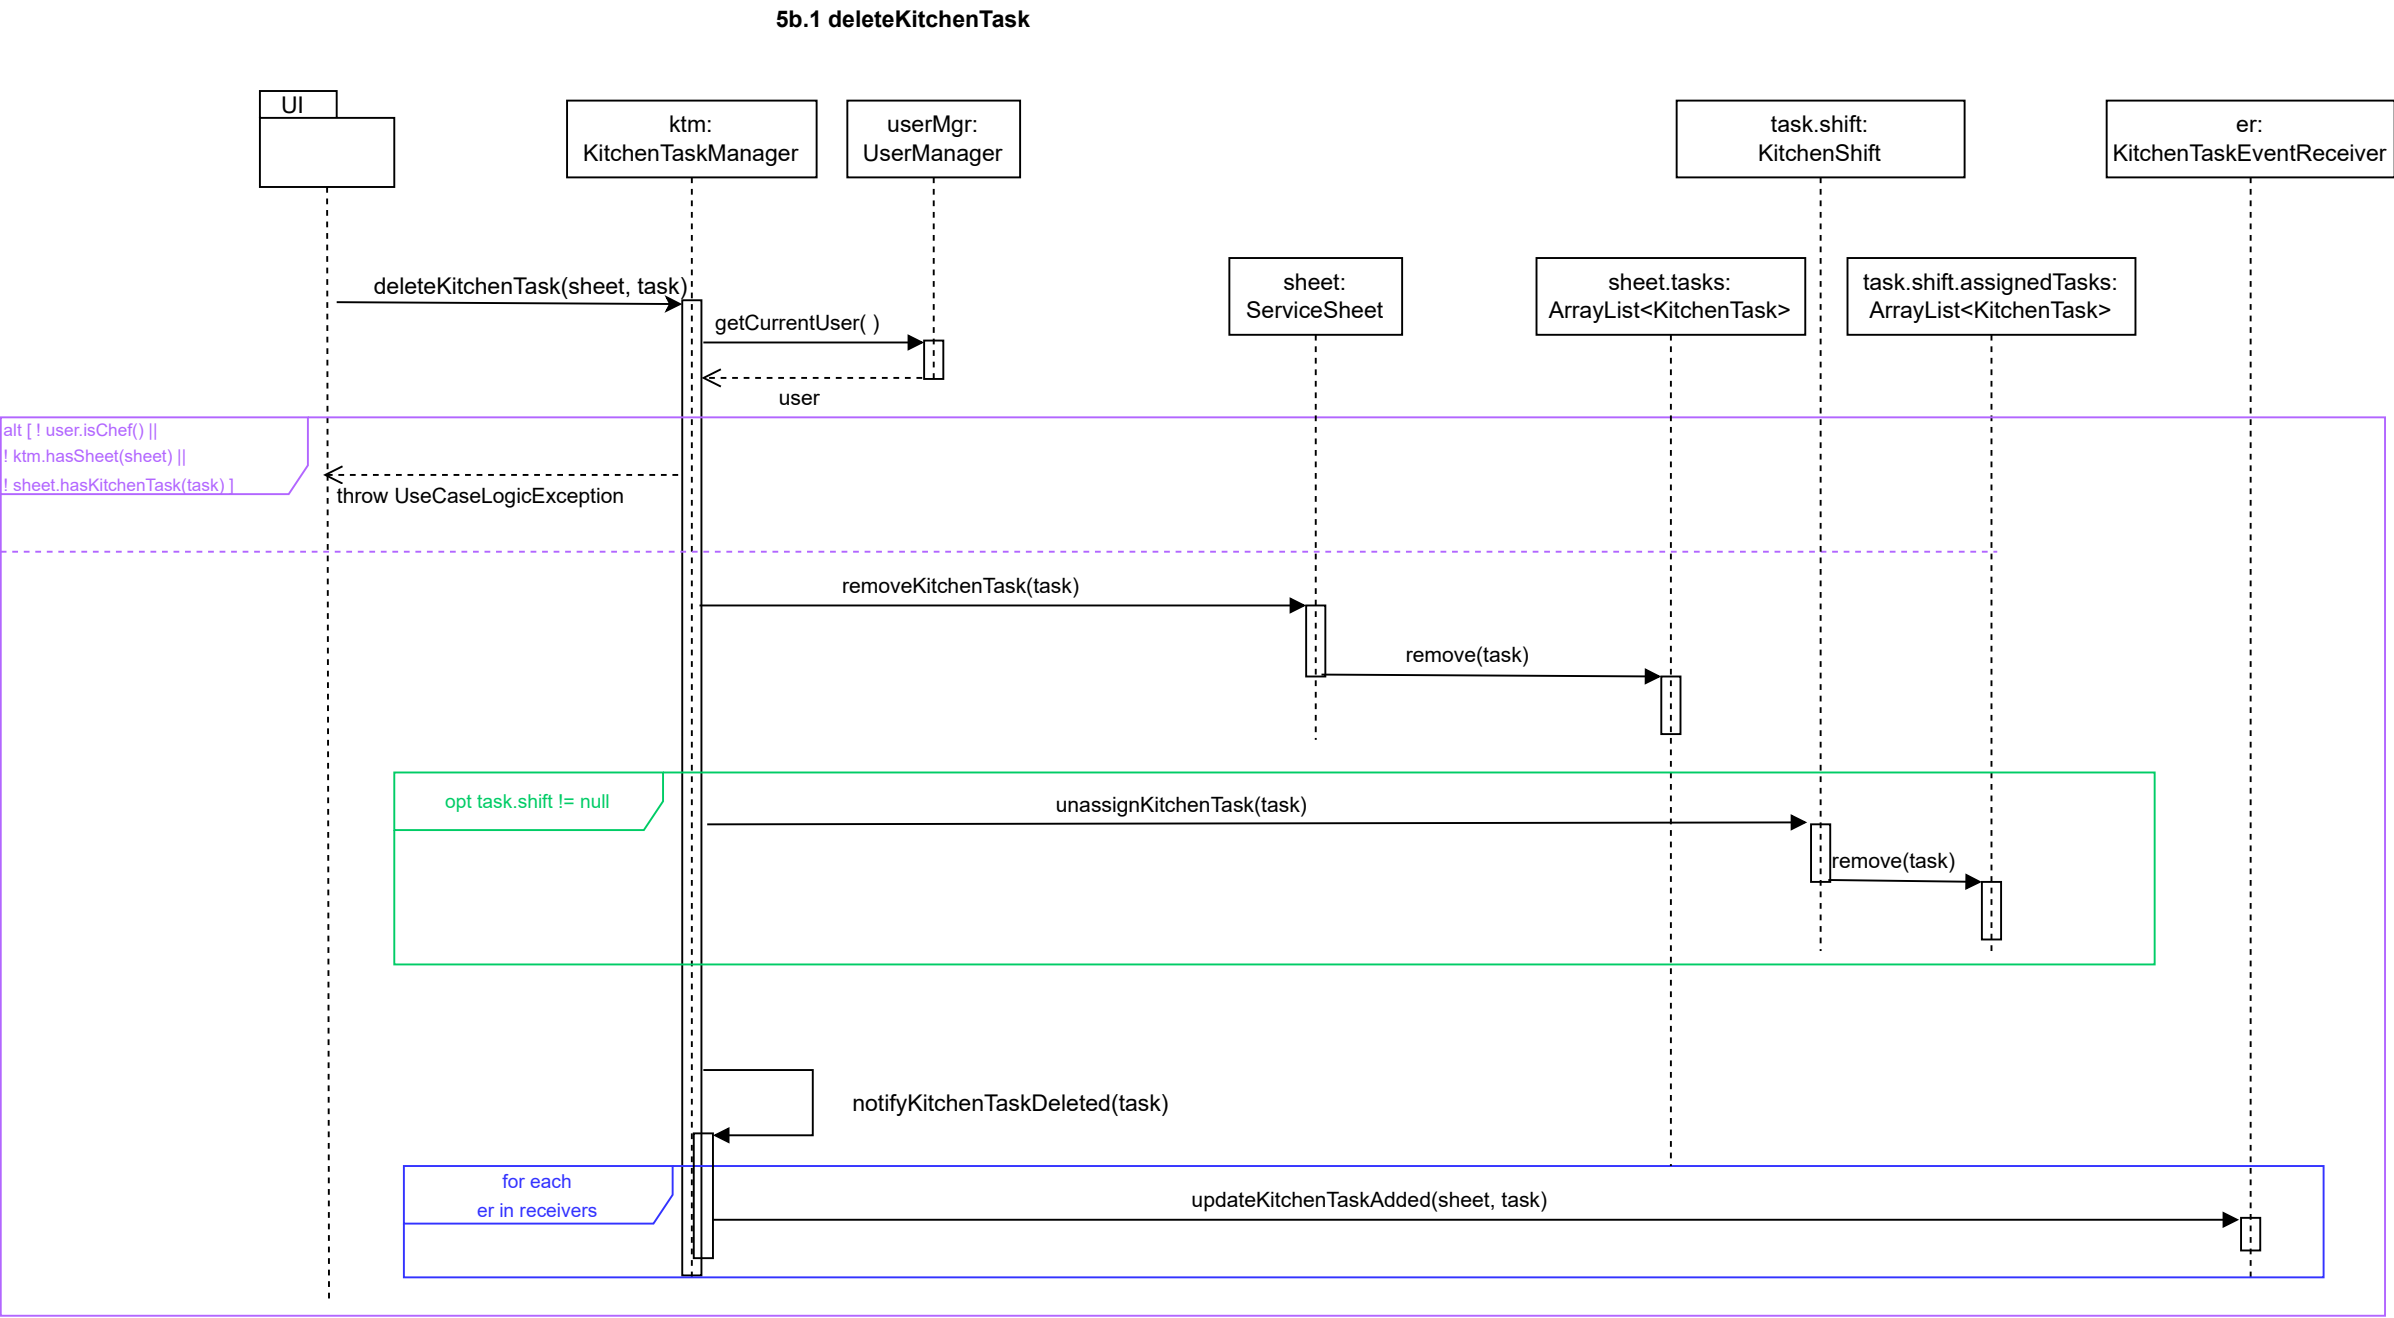 5b.1 deleteKitchenTask
UI
ktm:
KitchenTaskManager
userMgr:
UserManager
task.shift:
KitchenShift
er:
KitchenTaskEventReceiver
sheet:
ServiceSheet
sheet.tasks:
ArrayList<KitchenTask>
task.shift.assignedTasks:
ArrayList<KitchenTask>
deleteKitchenTask(sheet, task)
getCurrentUser( )
user
alt [ ! user.isChef() ||
! ktm.hasSheet(sheet) ||
! sheet.hasKitchenTask(task) ]
throw UseCaseLogicException
removeKitchenTask(task)
remove(task)
opt task.shift != null
unassignKitchenTask(task)
remove(task)
notifyKitchenTaskDeleted(task)
for each
er in receivers
updateKitchenTaskAdded(sheet, task)